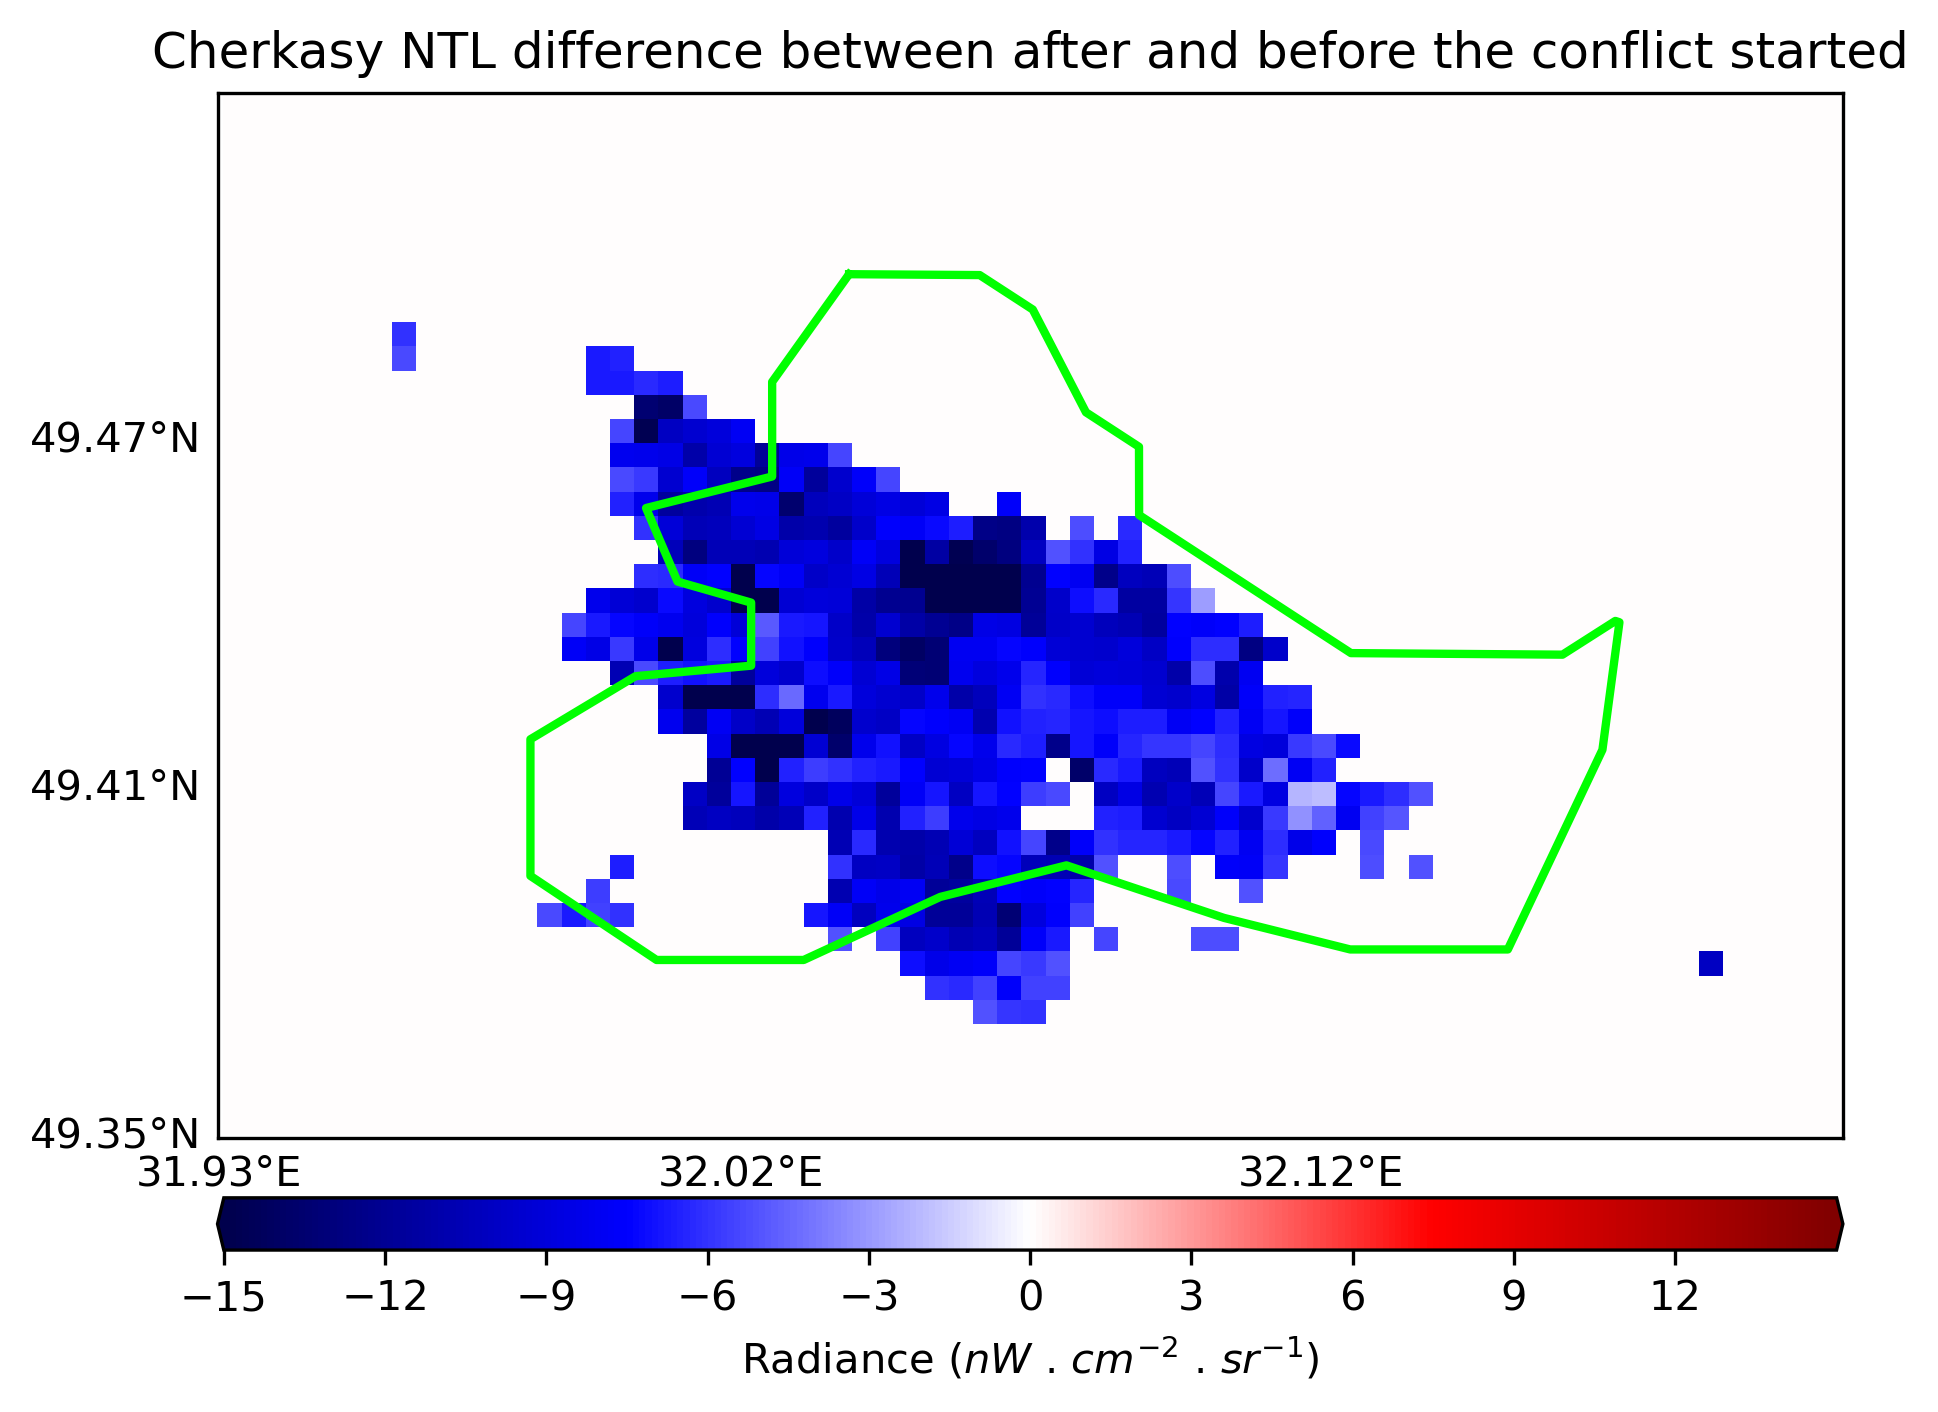 Cherkasy NTL difference between after and before the conflict started
49.47°N
49.41°N
49.35°N
31.93°E 32.02°E 32.12°E
−15 −12 −9 −6 −3 0 3 6 9 12
Radiance (nW . cm⁻² . sr⁻¹)